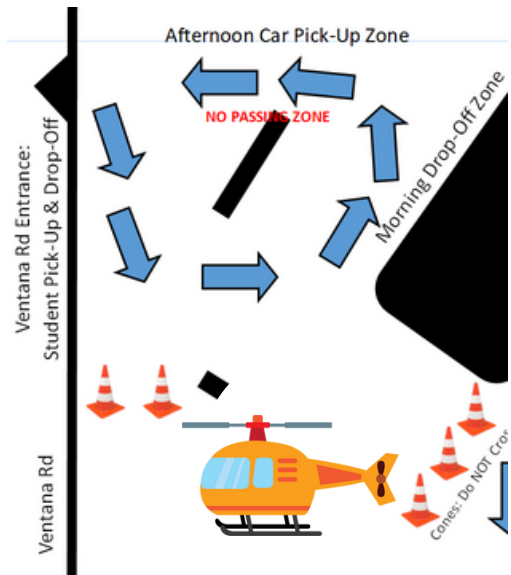 Afternoon Car Pick-Up Zone
NO PASSING ZONE
Morning Drop-Off Zone
Ventana Rd Entrance:
Student Pick-Up & Drop-Off
Ventana Rd
Cones: Do NOT Cros